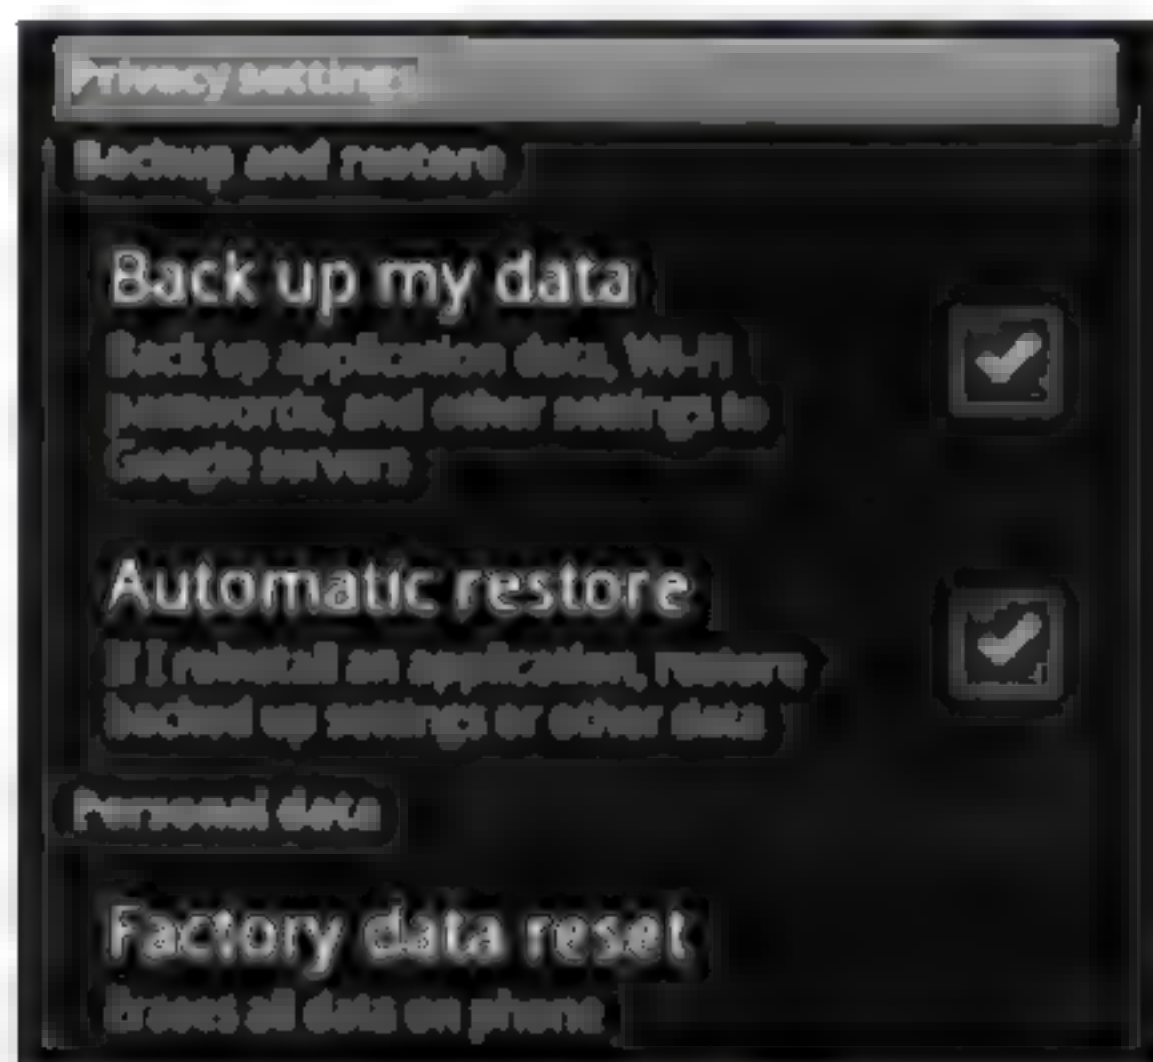 Privacy settings
Backup and restore
Back up my data
Back up application data, Wi-Fi
passwords, and other settings to
Google servers
Automatic restore
If I reinstall an application, restore
backed up settings or other data
Personal data
Factory data reset
Erases all data on phone